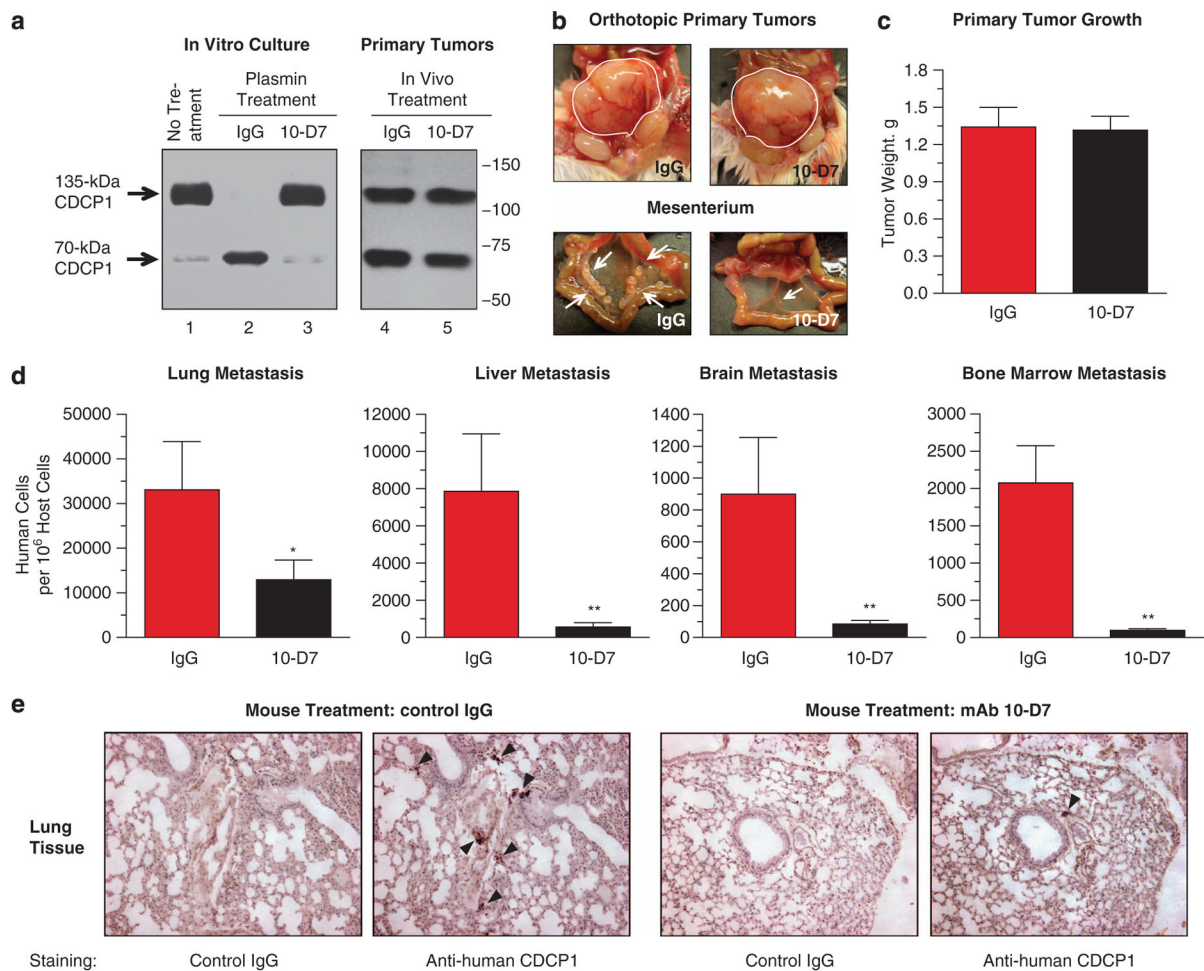 a
In Vitro Culture
Primary Tumors
No Tre-
atment
Plasmin
Treatment
In Vivo
Treatment
IgG
10-D7
IgG
10-D7
135-kDa
CDCP1
70-kDa
CDCP1
–150
–100
–75
–50
1
2
3
4
5
b
Orthotopic Primary Tumors
IgG
10-D7
Mesenterium
IgG
10-D7
c
Primary Tumor Growth
Tumor Weight. g
1.8
1.5
1.2
0.9
0.6
0.3
0.0
IgG
10-D7
d
Lung Metastasis
Human Cells
per 10⁶ Host Cells
50000
40000
30000
20000
10000
0
*
IgG
10-D7
Liver Metastasis
12000
10000
8000
6000
4000
2000
0
**
IgG
10-D7
Brain Metastasis
1400
1200
1000
800
600
400
200
0
**
IgG
10-D7
Bone Marrow Metastasis
3000
2500
2000
1500
1000
500
0
**
IgG
10-D7
e
Mouse Treatment: control IgG
Mouse Treatment: mAb 10-D7
Lung
Tissue
Staining:
Control IgG
Anti-human CDCP1
Control IgG
Anti-human CDCP1